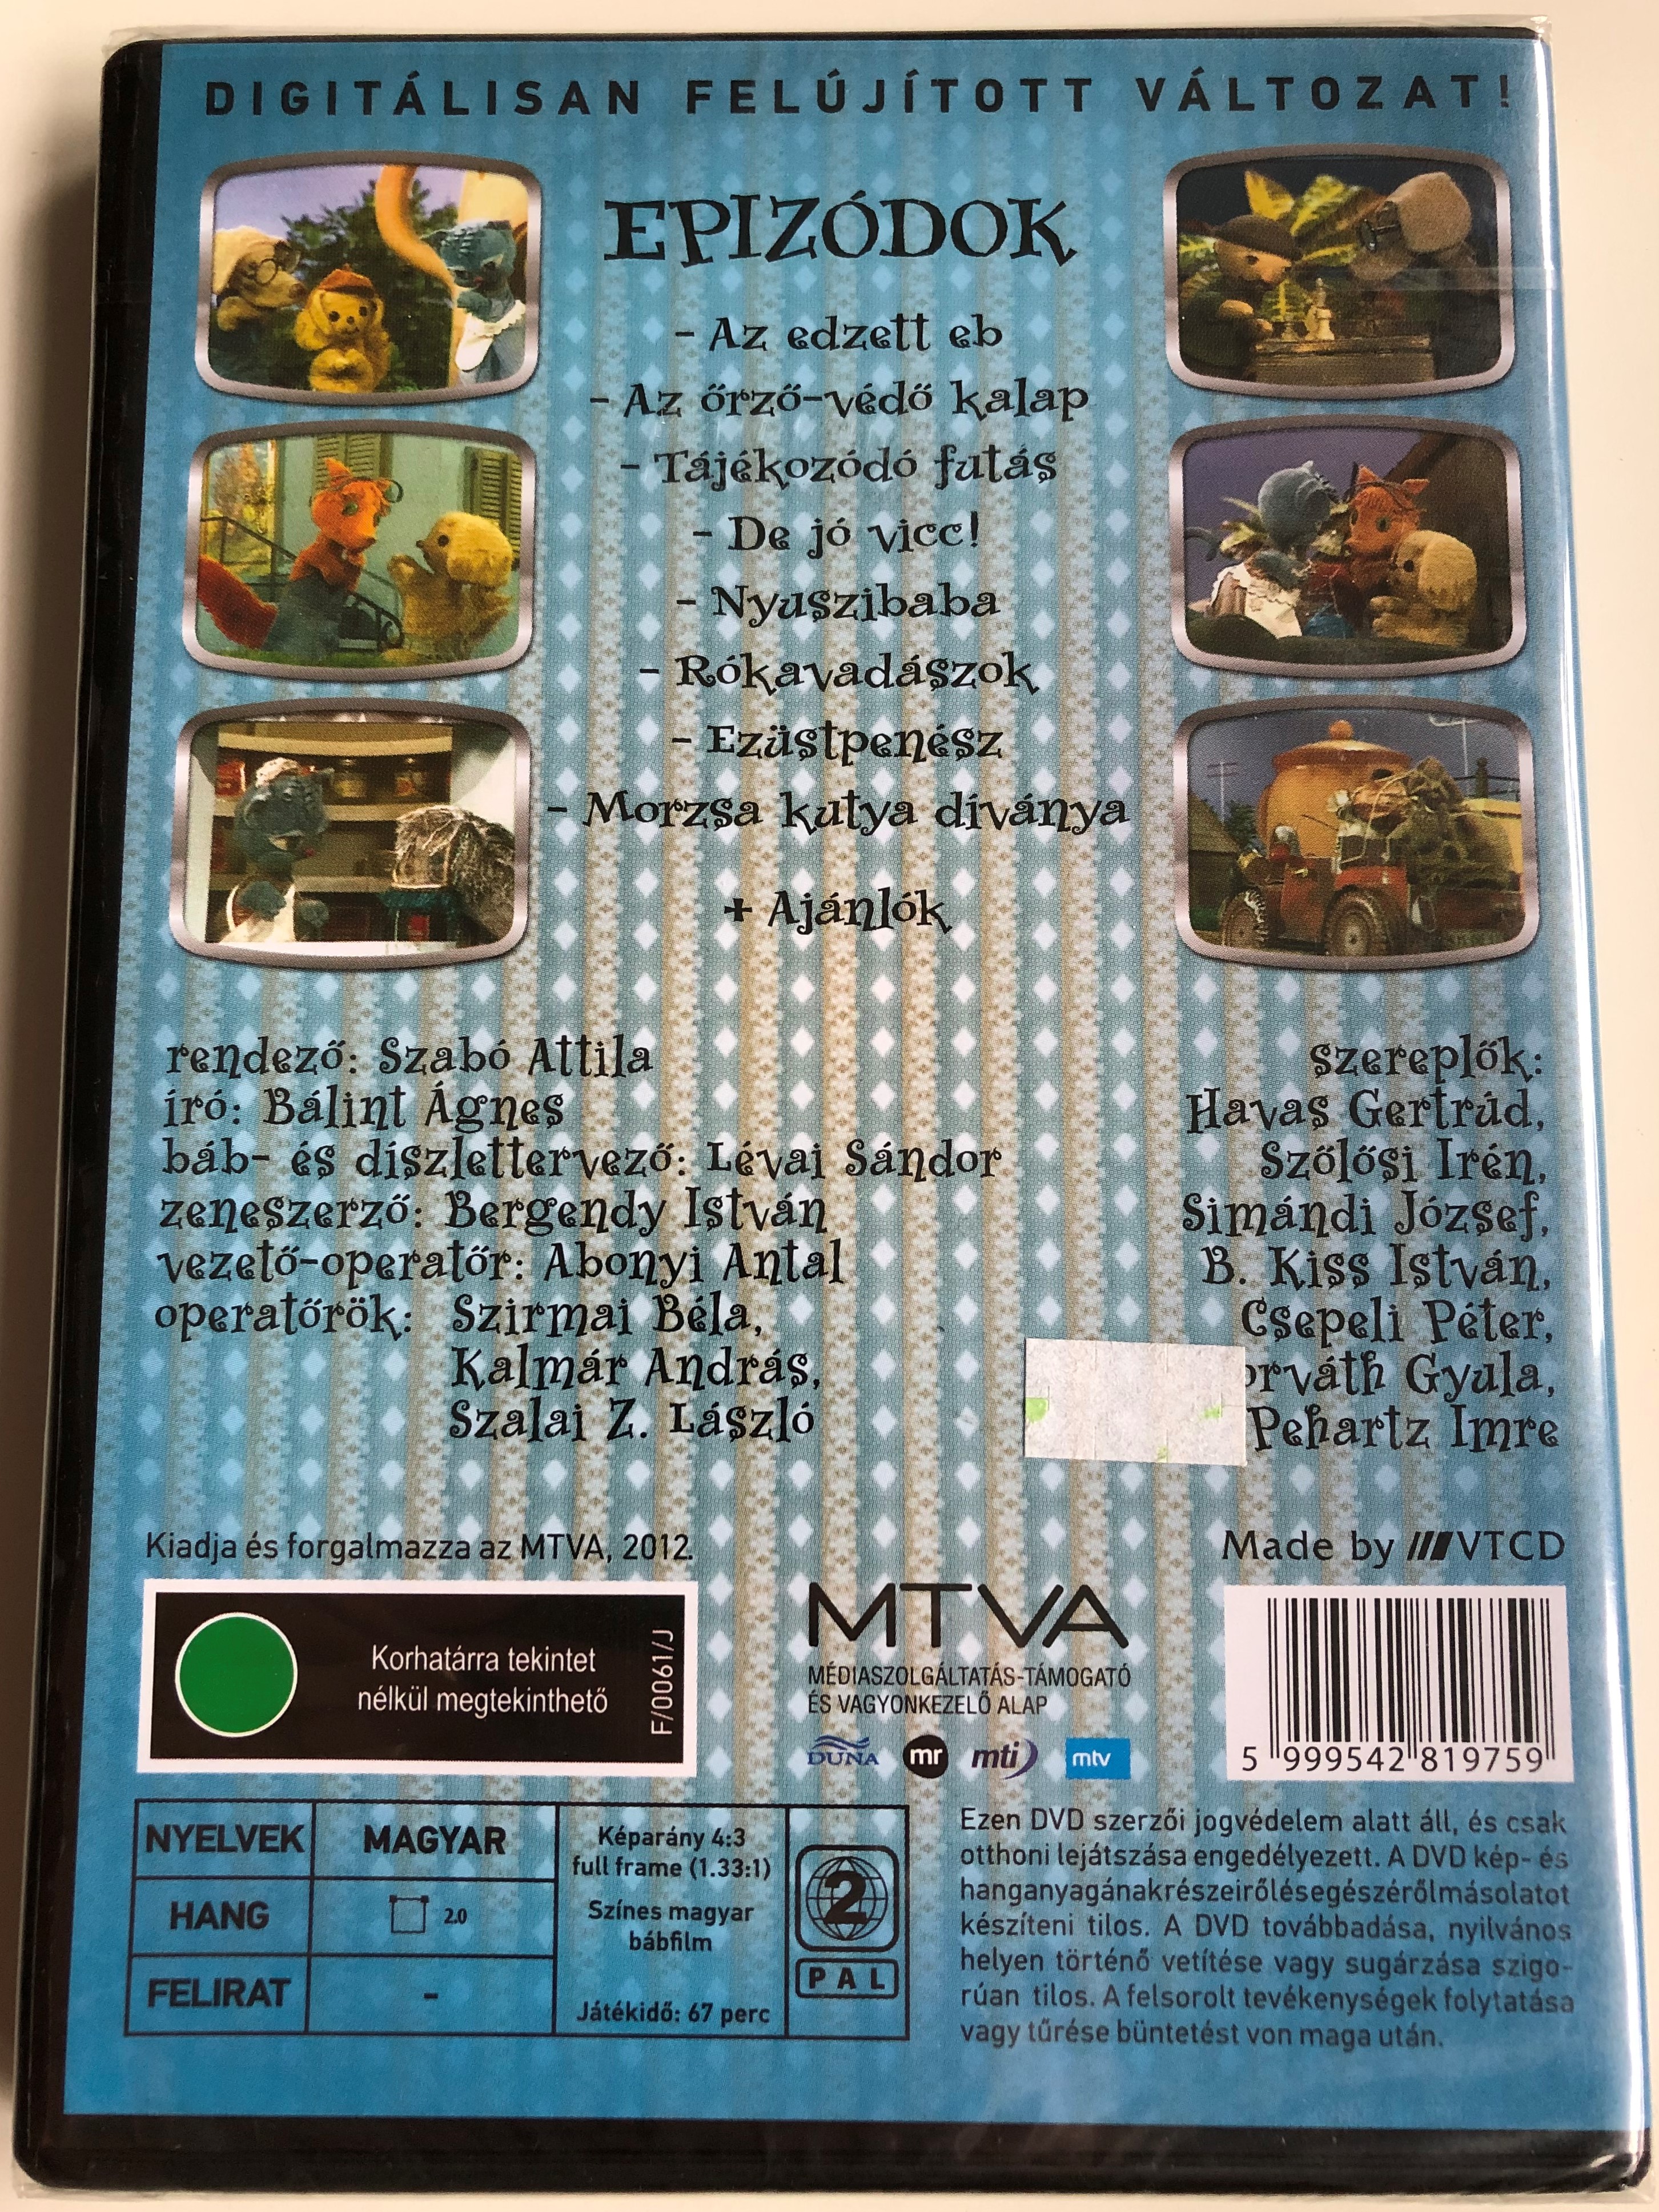 DIGITÁLISAN FELÚJÍTOTT VÁLTOZAT!
EPIZÓDOK
- Az edzett eb
- Az őrző-védő kalap
- Tájékozódó futás
- De jó vicc!
- Nyuszibaba
- Rókavadászok
- Ezüstpenész
- Morzsa kutya díványa
+ Ajánlók
rendező: Szabó Attila
író: Bálint Ágnes
báb- és díszlettervező: Lévai Sándor
zeneszerző: Bergendy István
vezető-operatőr: Abonyi Antal
operatőrök: Szirmai Béla,
Kalmár András,
Szalai Z. László
szereplők:
Havas Gertrúd,
Szőlősi Irén,
Simándi József,
B. Kiss István,
Csepeli Péter,
Gyula,
Pehartz Imre
Kiadja és forgalmazza az MTVA, 2012.
Made by VTCD
Korhatárra tekintet
nélkül megtekinthető
F/0061/J
MTVA
MÉDIASZOLGÁLTATÁS-TÁMOGATÓ
ÉS VAGYONKEZELŐ ALAP
DUNA mr mti mtv
5 999542 819759
NYELVEK MAGYAR
HANG 2.0
FELIRAT -
Képarány 4:3
full frame (1.33:1)
Színes magyar
bábfilm
Játékidő: 67 perc
2
PAL
Ezen DVD szerzői jogvédelem alatt áll, és csak
otthoni lejátszása engedélyezett. A DVD kép- és
hanganyagánakrészeirőlésegészérőlmásolatot
készíteni tilos. A DVD továbbadása, nyilvános
helyen történő vetítése vagy sugárzása szigo-
rúan tilos. A felsorolt tevékenységek folytatása
vagy tűrése büntetést von maga után.